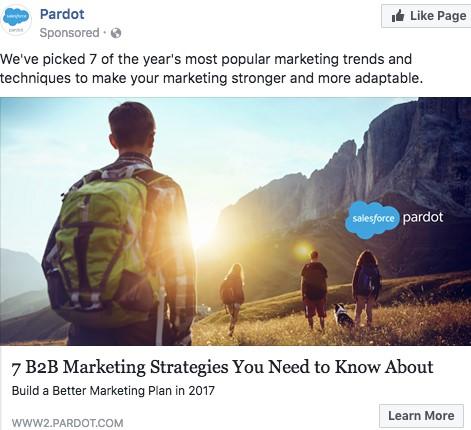 Pardot
Sponsored ·
Like Page
We've picked 7 of the year's most popular marketing trends and
techniques to make your marketing stronger and more adaptable.
salesforce pardot
7 B2B Marketing Strategies You Need to Know About
Build a Better Marketing Plan in 2017
WWW2.PARDOT.COM
Learn More